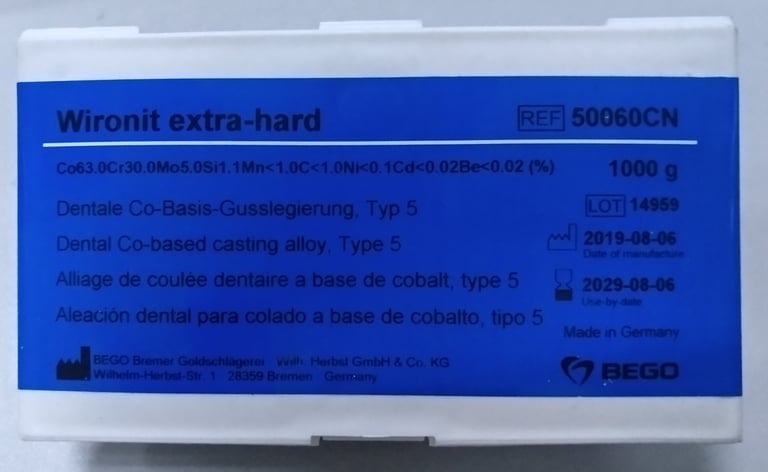 Wironit extra-hard
REF 50060CN
Co63.0Cr30.0Mo5.0Si1.1Mn<1.0C<1.0Ni<0.1Cd<0.02Be<0.02 (%)
1000 g
Dentale Co-Basis-Gusslegierung, Typ 5
LOT 14959
Dental Co-based casting alloy, Type 5
2019-08-06
Date of manufacture
Alliage de coulée dentaire a base de cobalt, type 5
2029-08-06
Use-by-date
Aleación dental para colado a base de cobalto, tipo 5
Made in Germany
BEGO Bremer Goldschlägerei Wilh. Herbst GmbH & Co. KG
Wilhelm-Herbst-Str. 1 28359 Bremen Germany
BEGO